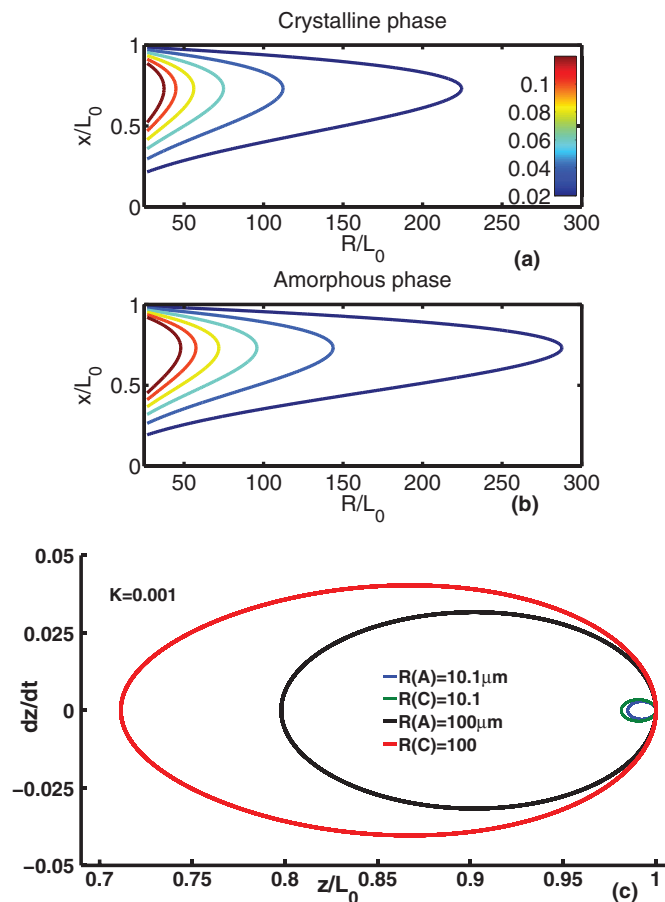 Crystalline phase
1
0.5
0
x/L0
0.1
0.08
0.06
0.04
0.02
50 100 150 200 250 300
R/L0
(a)
Amorphous phase
1
0.5
0
x/L0
50 100 150 200 250 300
R/L0
(b)
0.05
0.025
0
−0.025
−0.05
dz/dt
K=0.001
R(A)=10.1μm
R(C)=10.1
R(A)=100μm
R(C)=100
0.7 0.75 0.8 0.85 0.9 0.95 1
z/L0
(c)